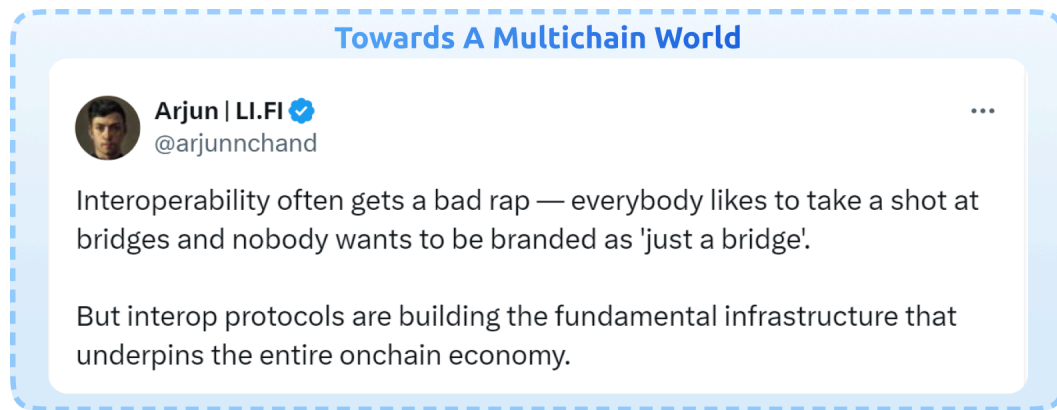 Towards A Multichain World
Arjun | LI.FI
@arjunnchand
Interoperability often gets a bad rap — everybody likes to take a shot at
bridges and nobody wants to be branded as 'just a bridge'.
But interop protocols are building the fundamental infrastructure that
underpins the entire onchain economy.